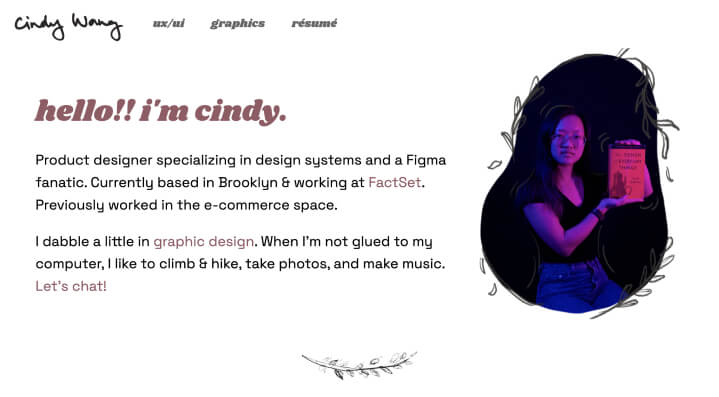 Cindy Wang
ux/ui
graphics
résumé
hello!! i'm cindy.
Product designer specializing in design systems and a Figma
fanatic. Currently based in Brooklyn & working at FactSet.
Previously worked in the e-commerce space.
I dabble a little in graphic design. When I'm not glued to my
computer, I like to climb & hike, take photos, and make music.
Let's chat!